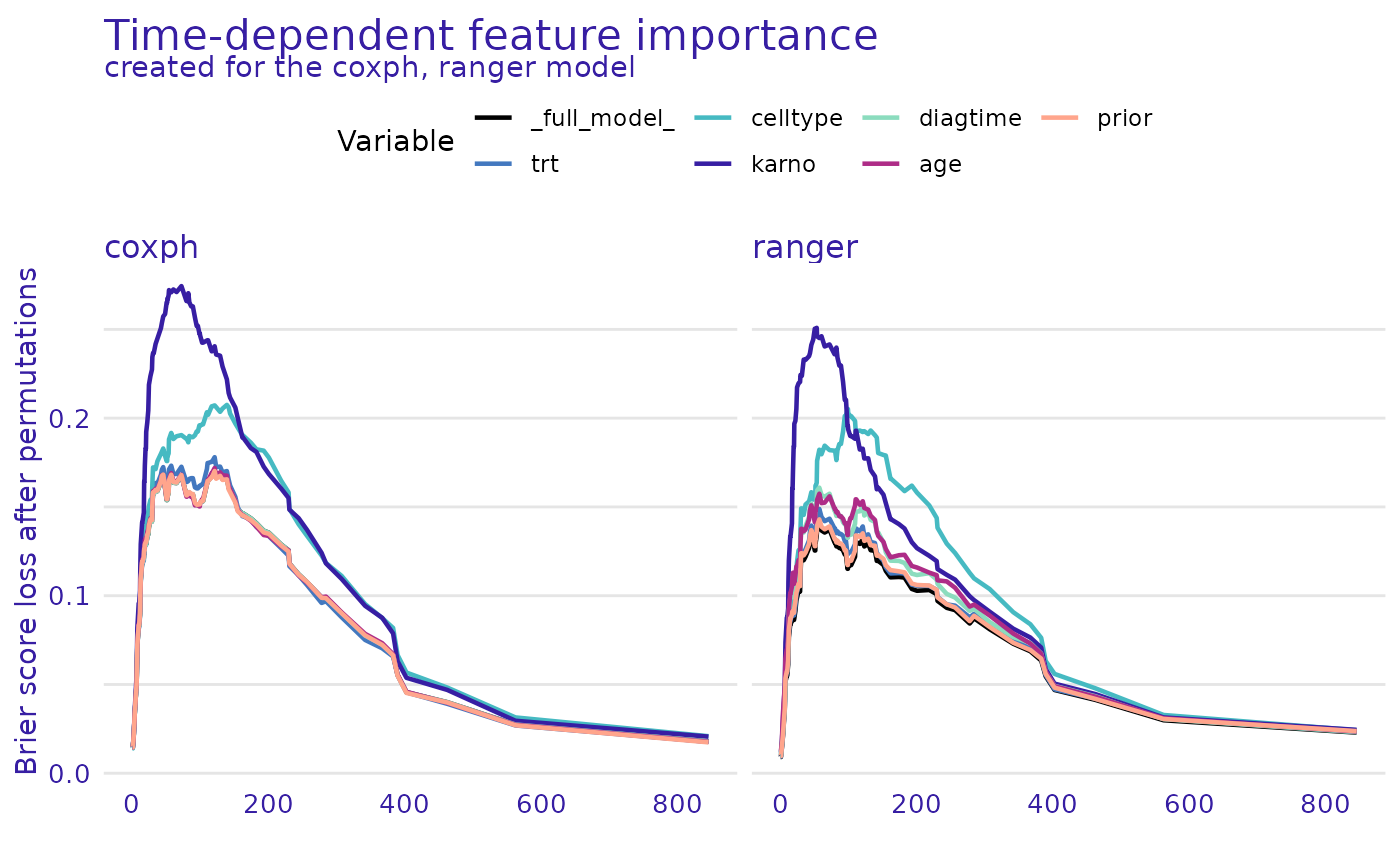 Time-dependent feature importance
created for the coxph, ranger model
Variable
_full_model_ celltype diagtime prior
trt karno age
coxph ranger
Brier score loss after permutations
0.2
0.1
0.0
0 200 400 600 800 0 200 400 600 800